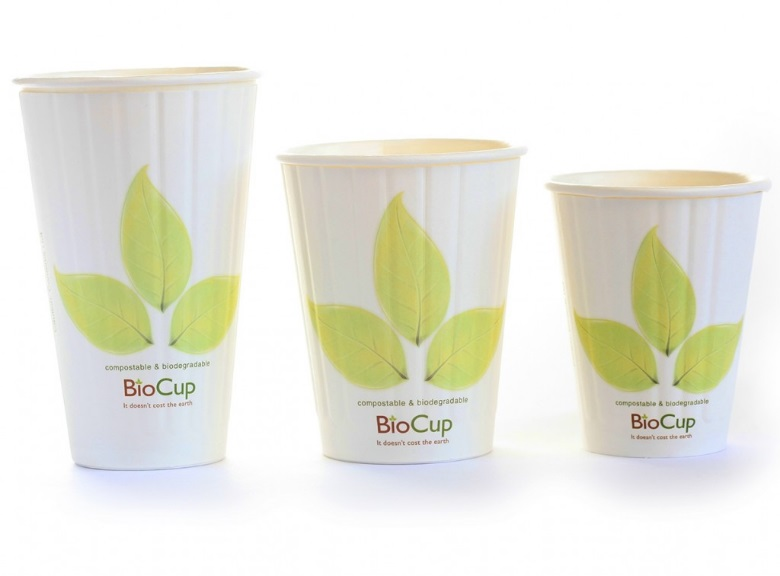 compostable & biodegradable
BioCup
It doesn't cost the earth
compostable & biodegradable
BioCup
It doesn't cost the earth
compostable & biodegradable
BioCup
It doesn't cost the earth